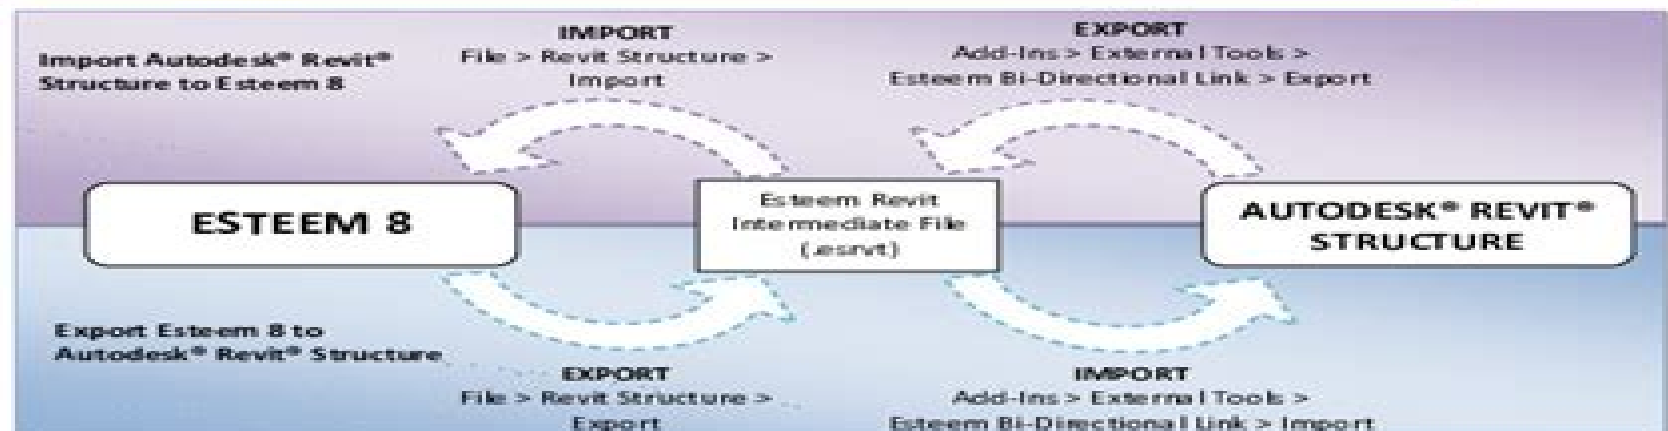 Import Autodesk® Revit®
Structure to Esteem 8
IMPORT
File > Revit Structure >
Import
EXPORT
Add-Ins > External Tools >
Esteem Bi-Directional Link > Export
ESTEEM 8
Esteem Revit
Intermediate File
(.esrvt)
AUTODESK® REVIT®
STRUCTURE
Export Esteem 8 to
Autodesk® Revit® Structure
EXPORT
File > Revit Structure >
Export
IMPORT
Add-Ins > External Tools >
Esteem Bi-Directional Link > Import